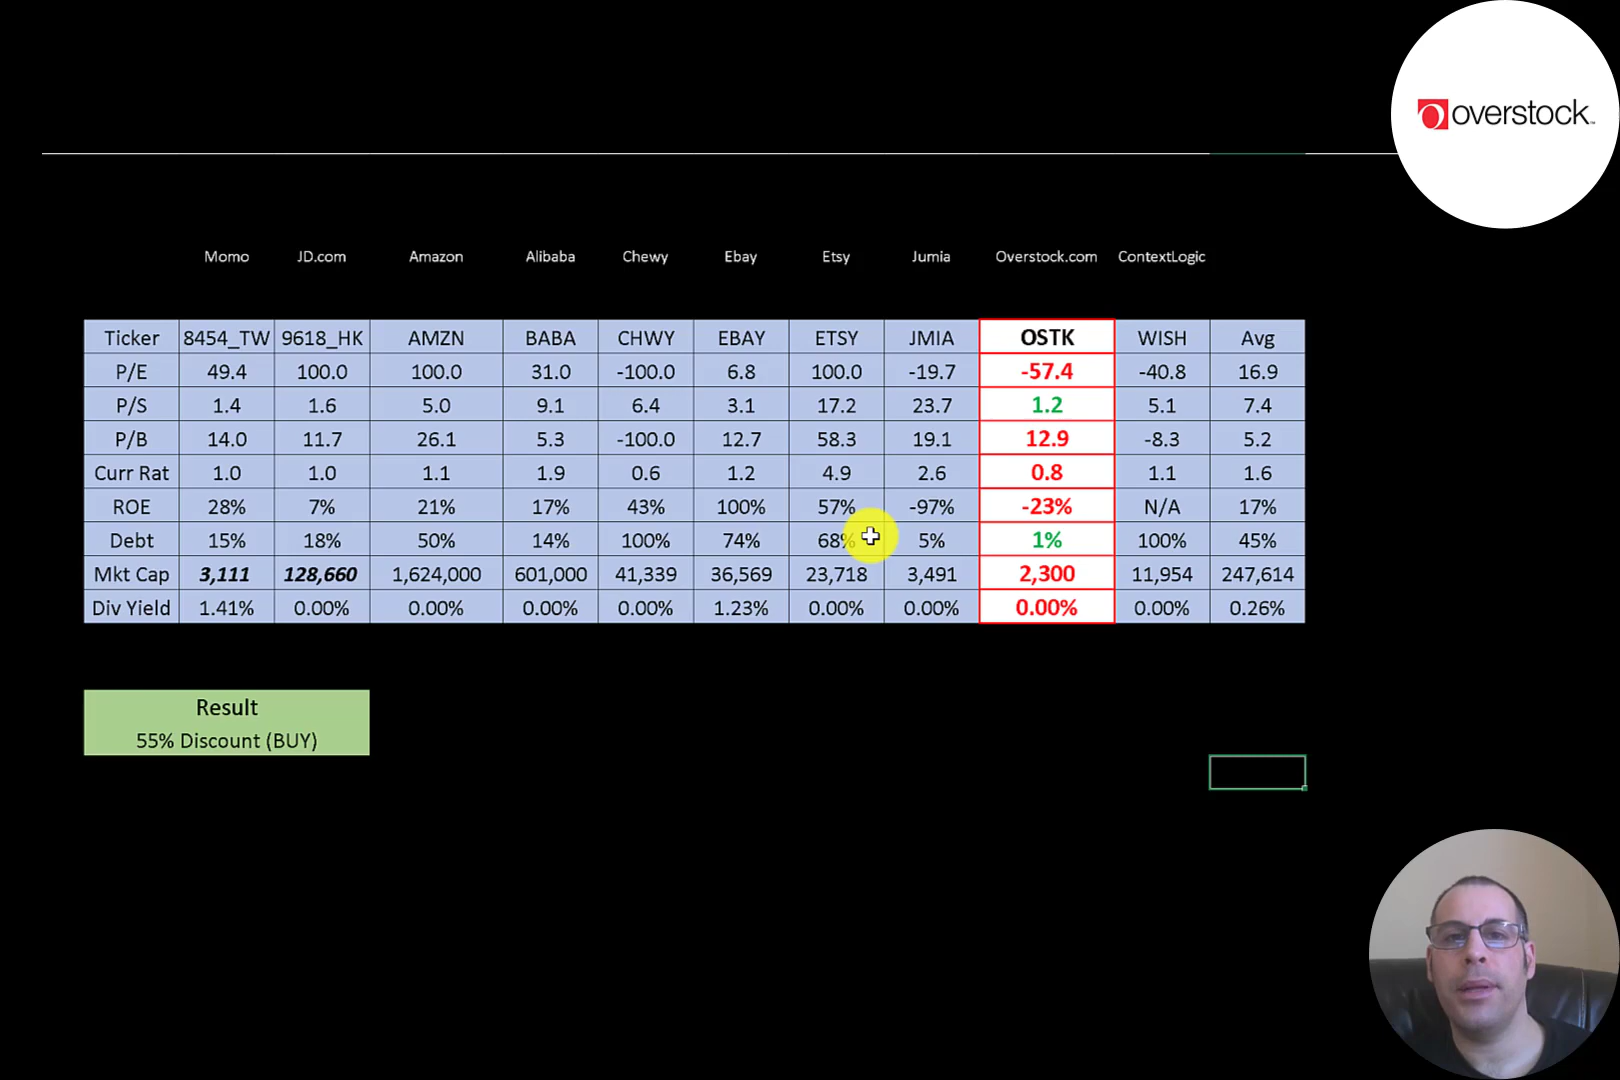 overstock™
Momo JD.com Amazon Alibaba Chewy Ebay Etsy Jumia Overstock.com ContextLogic
Ticker 8454_TW 9618_HK AMZN BABA CHWY EBAY ETSY JMIA OSTK WISH Avg
P/E 49.4 100.0 100.0 31.0 -100.0 6.8 100.0 -19.7 -57.4 -40.8 16.9
P/S 1.4 1.6 5.0 9.1 6.4 3.1 17.2 23.7 1.2 5.1 7.4
P/B 14.0 11.7 26.1 5.3 -100.0 12.7 58.3 19.1 12.9 -8.3 5.2
Curr Rat 1.0 1.0 1.1 1.9 0.6 1.2 4.9 2.6 0.8 1.1 1.6
ROE 28% 7% 21% 17% 43% 100% 57% -97% -23% N/A 17%
Debt 15% 18% 50% 14% 100% 74% 68% 5% 1% 100% 45%
Mkt Cap 3,111 128,660 1,624,000 601,000 41,339 36,569 23,718 3,491 2,300 11,954 247,614
Div Yield 1.41% 0.00% 0.00% 0.00% 0.00% 1.23% 0.00% 0.00% 0.00% 0.00% 0.26%
Result
55% Discount (BUY)